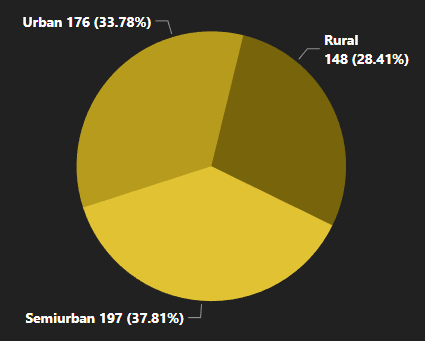 Urban 176 (33.78%)
Rural
148 (28.41%)
Semiurban 197 (37.81%)